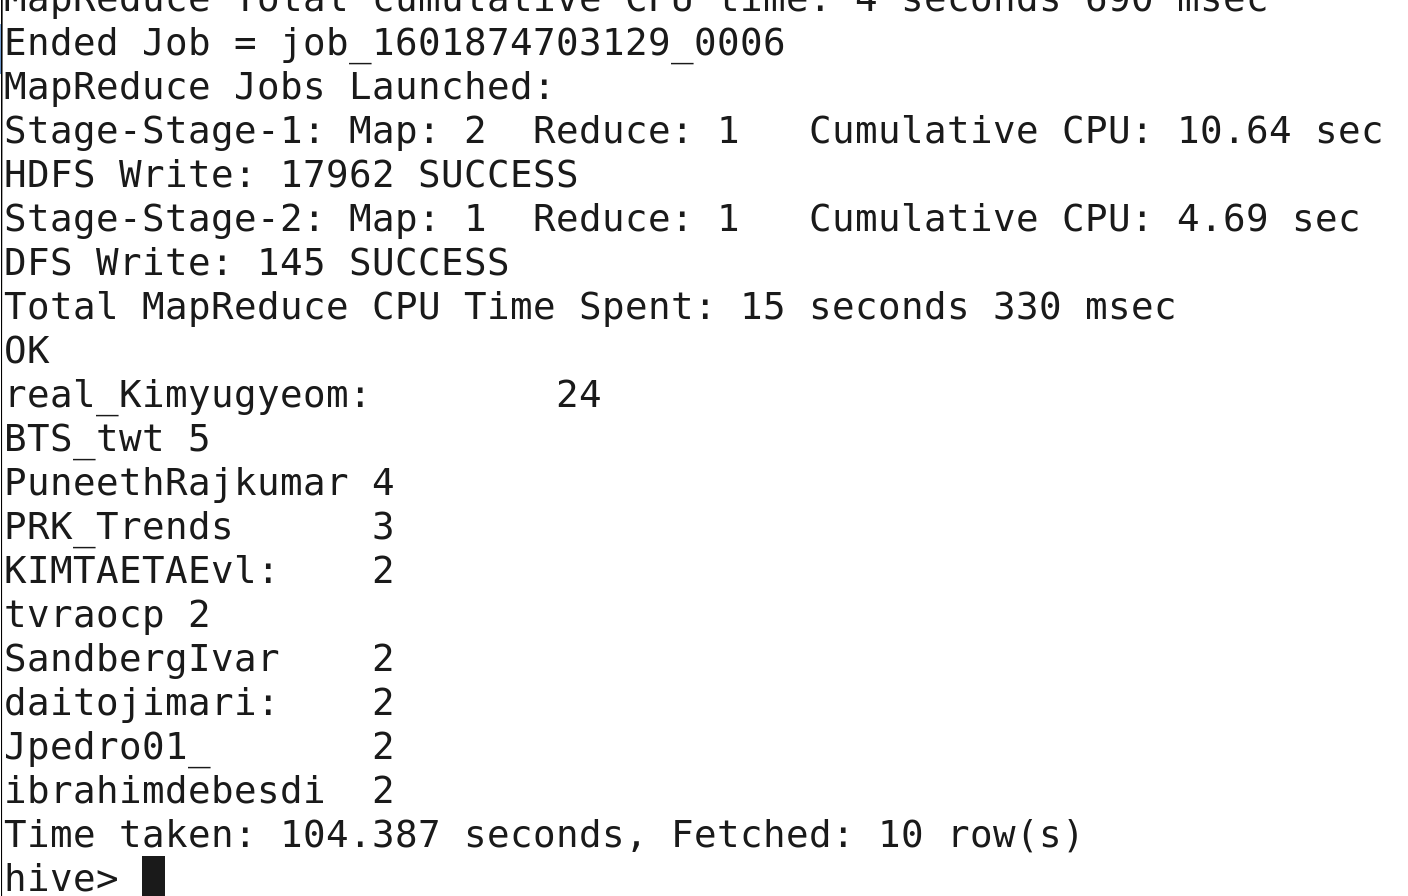 MapReduce Total cumulative CPU time: 4 seconds 690 msec
Ended Job = job_1601874703129_0006
MapReduce Jobs Launched:
Stage-Stage-1: Map: 2  Reduce: 1   Cumulative CPU: 10.64 sec
HDFS Write: 17962 SUCCESS
Stage-Stage-2: Map: 1  Reduce: 1   Cumulative CPU: 4.69 sec
DFS Write: 145 SUCCESS
Total MapReduce CPU Time Spent: 15 seconds 330 msec
OK
real_Kimyugyeom:        24
BTS_twt 5
PuneethRajkumar 4
PRK_Trends      3
KIMTAETAEvl:    2
tvraocp 2
SandbergIvar    2
daitojimari:    2
Jpedro01_       2
ibrahimdebesdi  2
Time taken: 104.387 seconds, Fetched: 10 row(s)
hive>